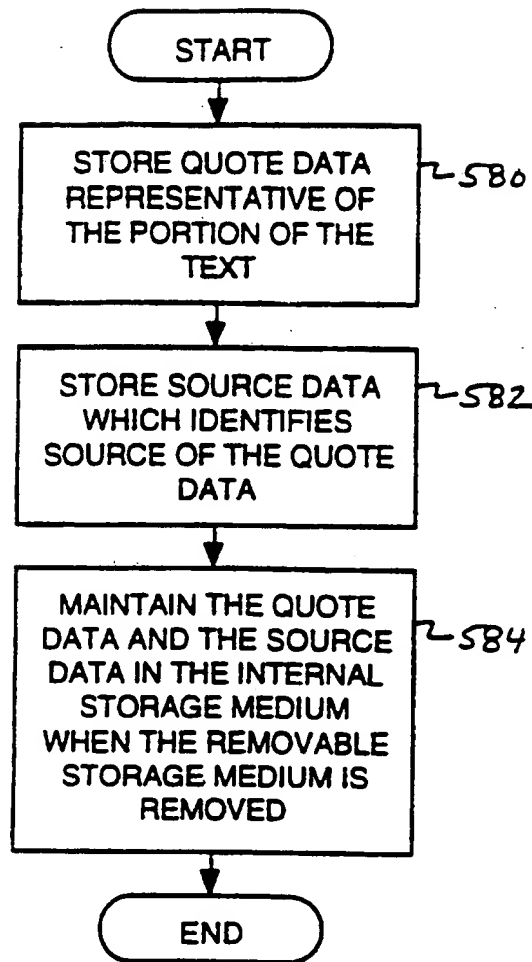 START
STORE QUOTE DATA
REPRESENTATIVE OF
THE PORTION OF THE
TEXT
580
STORE SOURCE DATA
WHICH IDENTIFIES
SOURCE OF THE QUOTE
DATA
582
MAINTAIN THE QUOTE
DATA AND THE SOURCE
DATA IN THE INTERNAL
STORAGE MEDIUM
WHEN THE REMOVABLE
STORAGE MEDIUM IS
REMOVED
584
END